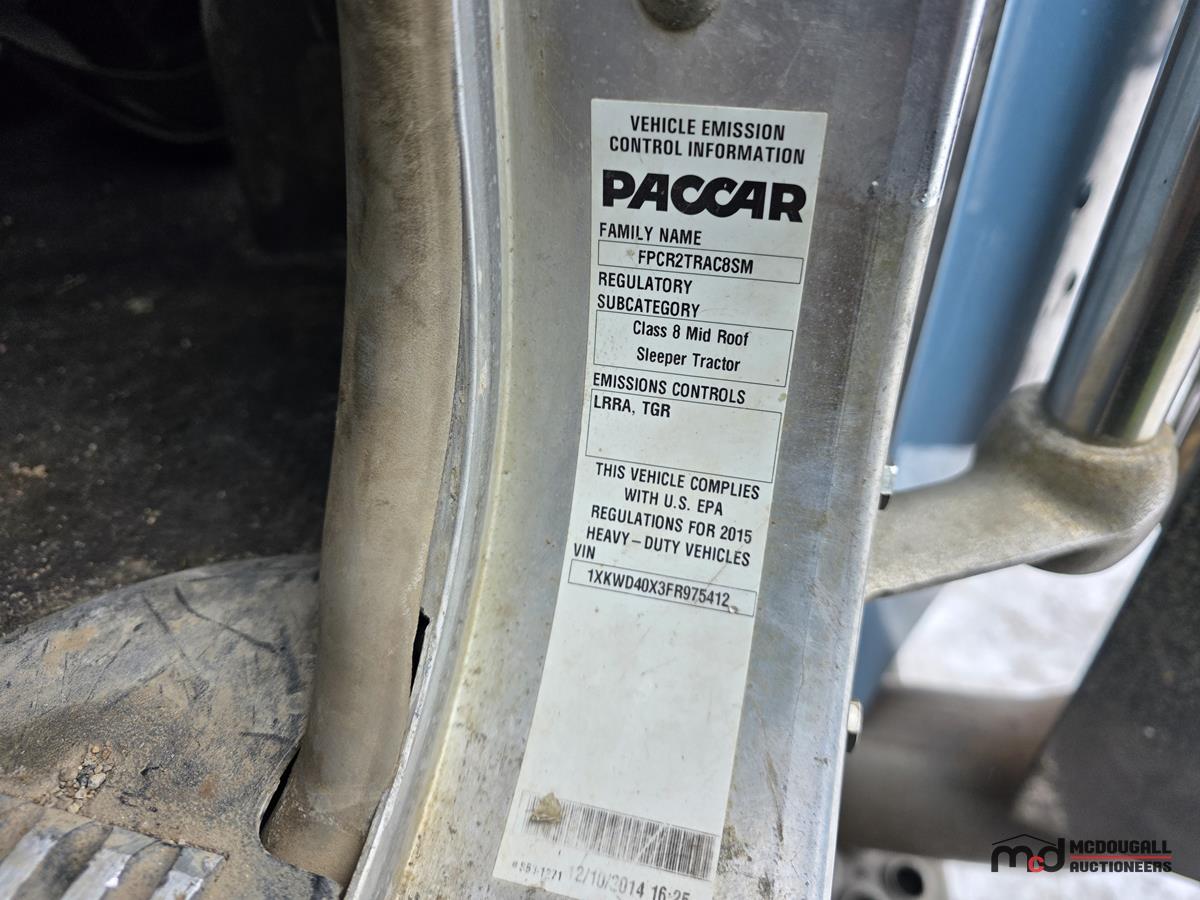 VEHICLE EMISSION
CONTROL INFORMATION
PACCAR
FAMILY NAME
FPCR2TRAC8SM
REGULATORY
SUBCATEGORY
Class 8 Mid Roof
Sleeper Tractor
EMISSIONS CONTROLS
LRRA, TGR
THIS VEHICLE COMPLIES
WITH U.S. EPA
REGULATIONS FOR 2015
HEAVY-DUTY VEHICLES
VIN
1XKWD40X3FR975412
12/10/2014 16:25
mcd MCDOUGALL
AUCTIONEERS